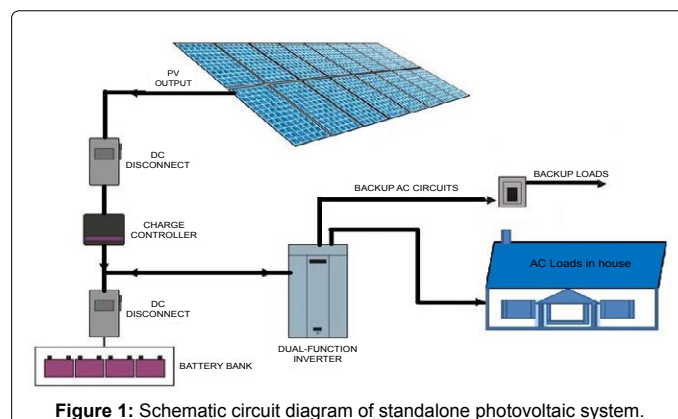 PV
OUTPUT
DC
DISCONNECT
BACKUP LOADS
BACKUP AC CIRCUITS
CHARGE
CONTROLLER
AC Loads in house
DC
DISCONNECT
DUAL-FUNCTION
INVERTER
BATTERY BANK
Figure 1: Schematic circuit diagram of standalone photovoltaic system.